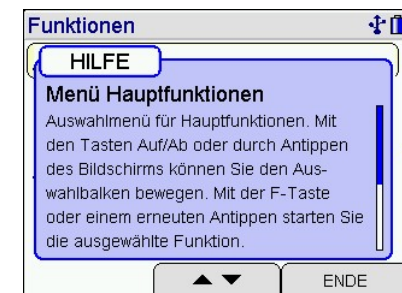 Funktionen
HILFE
Menü Hauptfunktionen
Auswahlmenü für Hauptfunktionen. Mit
den Tasten Auf/Ab oder durch Antippen
des Bildschirms können Sie den Aus-
wahlbalken bewegen. Mit der F-Taste
oder einem erneuten Antippen starten Sie
die ausgewählte Funktion.
ENDE